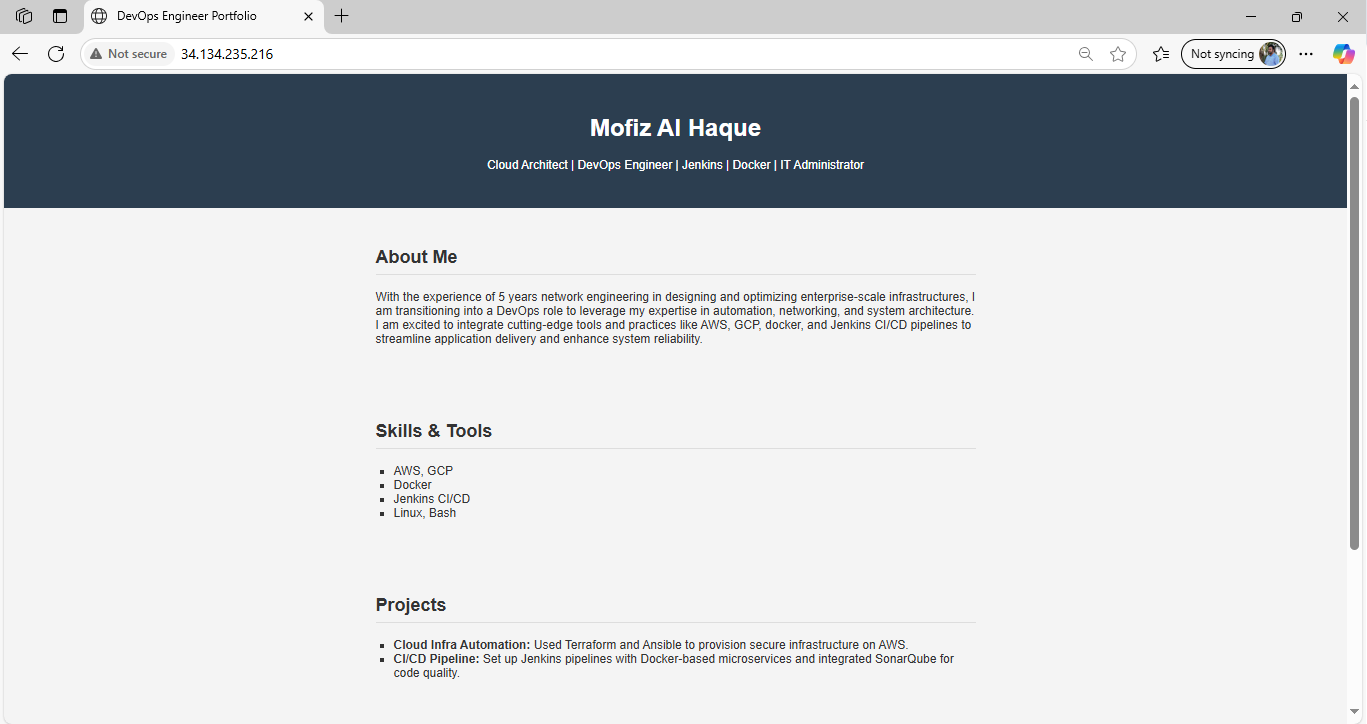 DevOps Engineer Portfolio
Not secure 34.134.235.216
Not syncing
Mofiz Al Haque
Cloud Architect | DevOps Engineer | Jenkins | Docker | IT Administrator
About Me
With the experience of 5 years network engineering in designing and optimizing enterprise-scale infrastructures, I
am transitioning into a DevOps role to leverage my expertise in automation, networking, and system architecture.
I am excited to integrate cutting-edge tools and practices like AWS, GCP, docker, and Jenkins CI/CD pipelines to
streamline application delivery and enhance system reliability.
Skills & Tools
AWS, GCP
Docker
Jenkins CI/CD
Linux, Bash
Projects
Cloud Infra Automation: Used Terraform and Ansible to provision secure infrastructure on AWS.
CI/CD Pipeline: Set up Jenkins pipelines with Docker-based microservices and integrated SonarQube for
code quality.